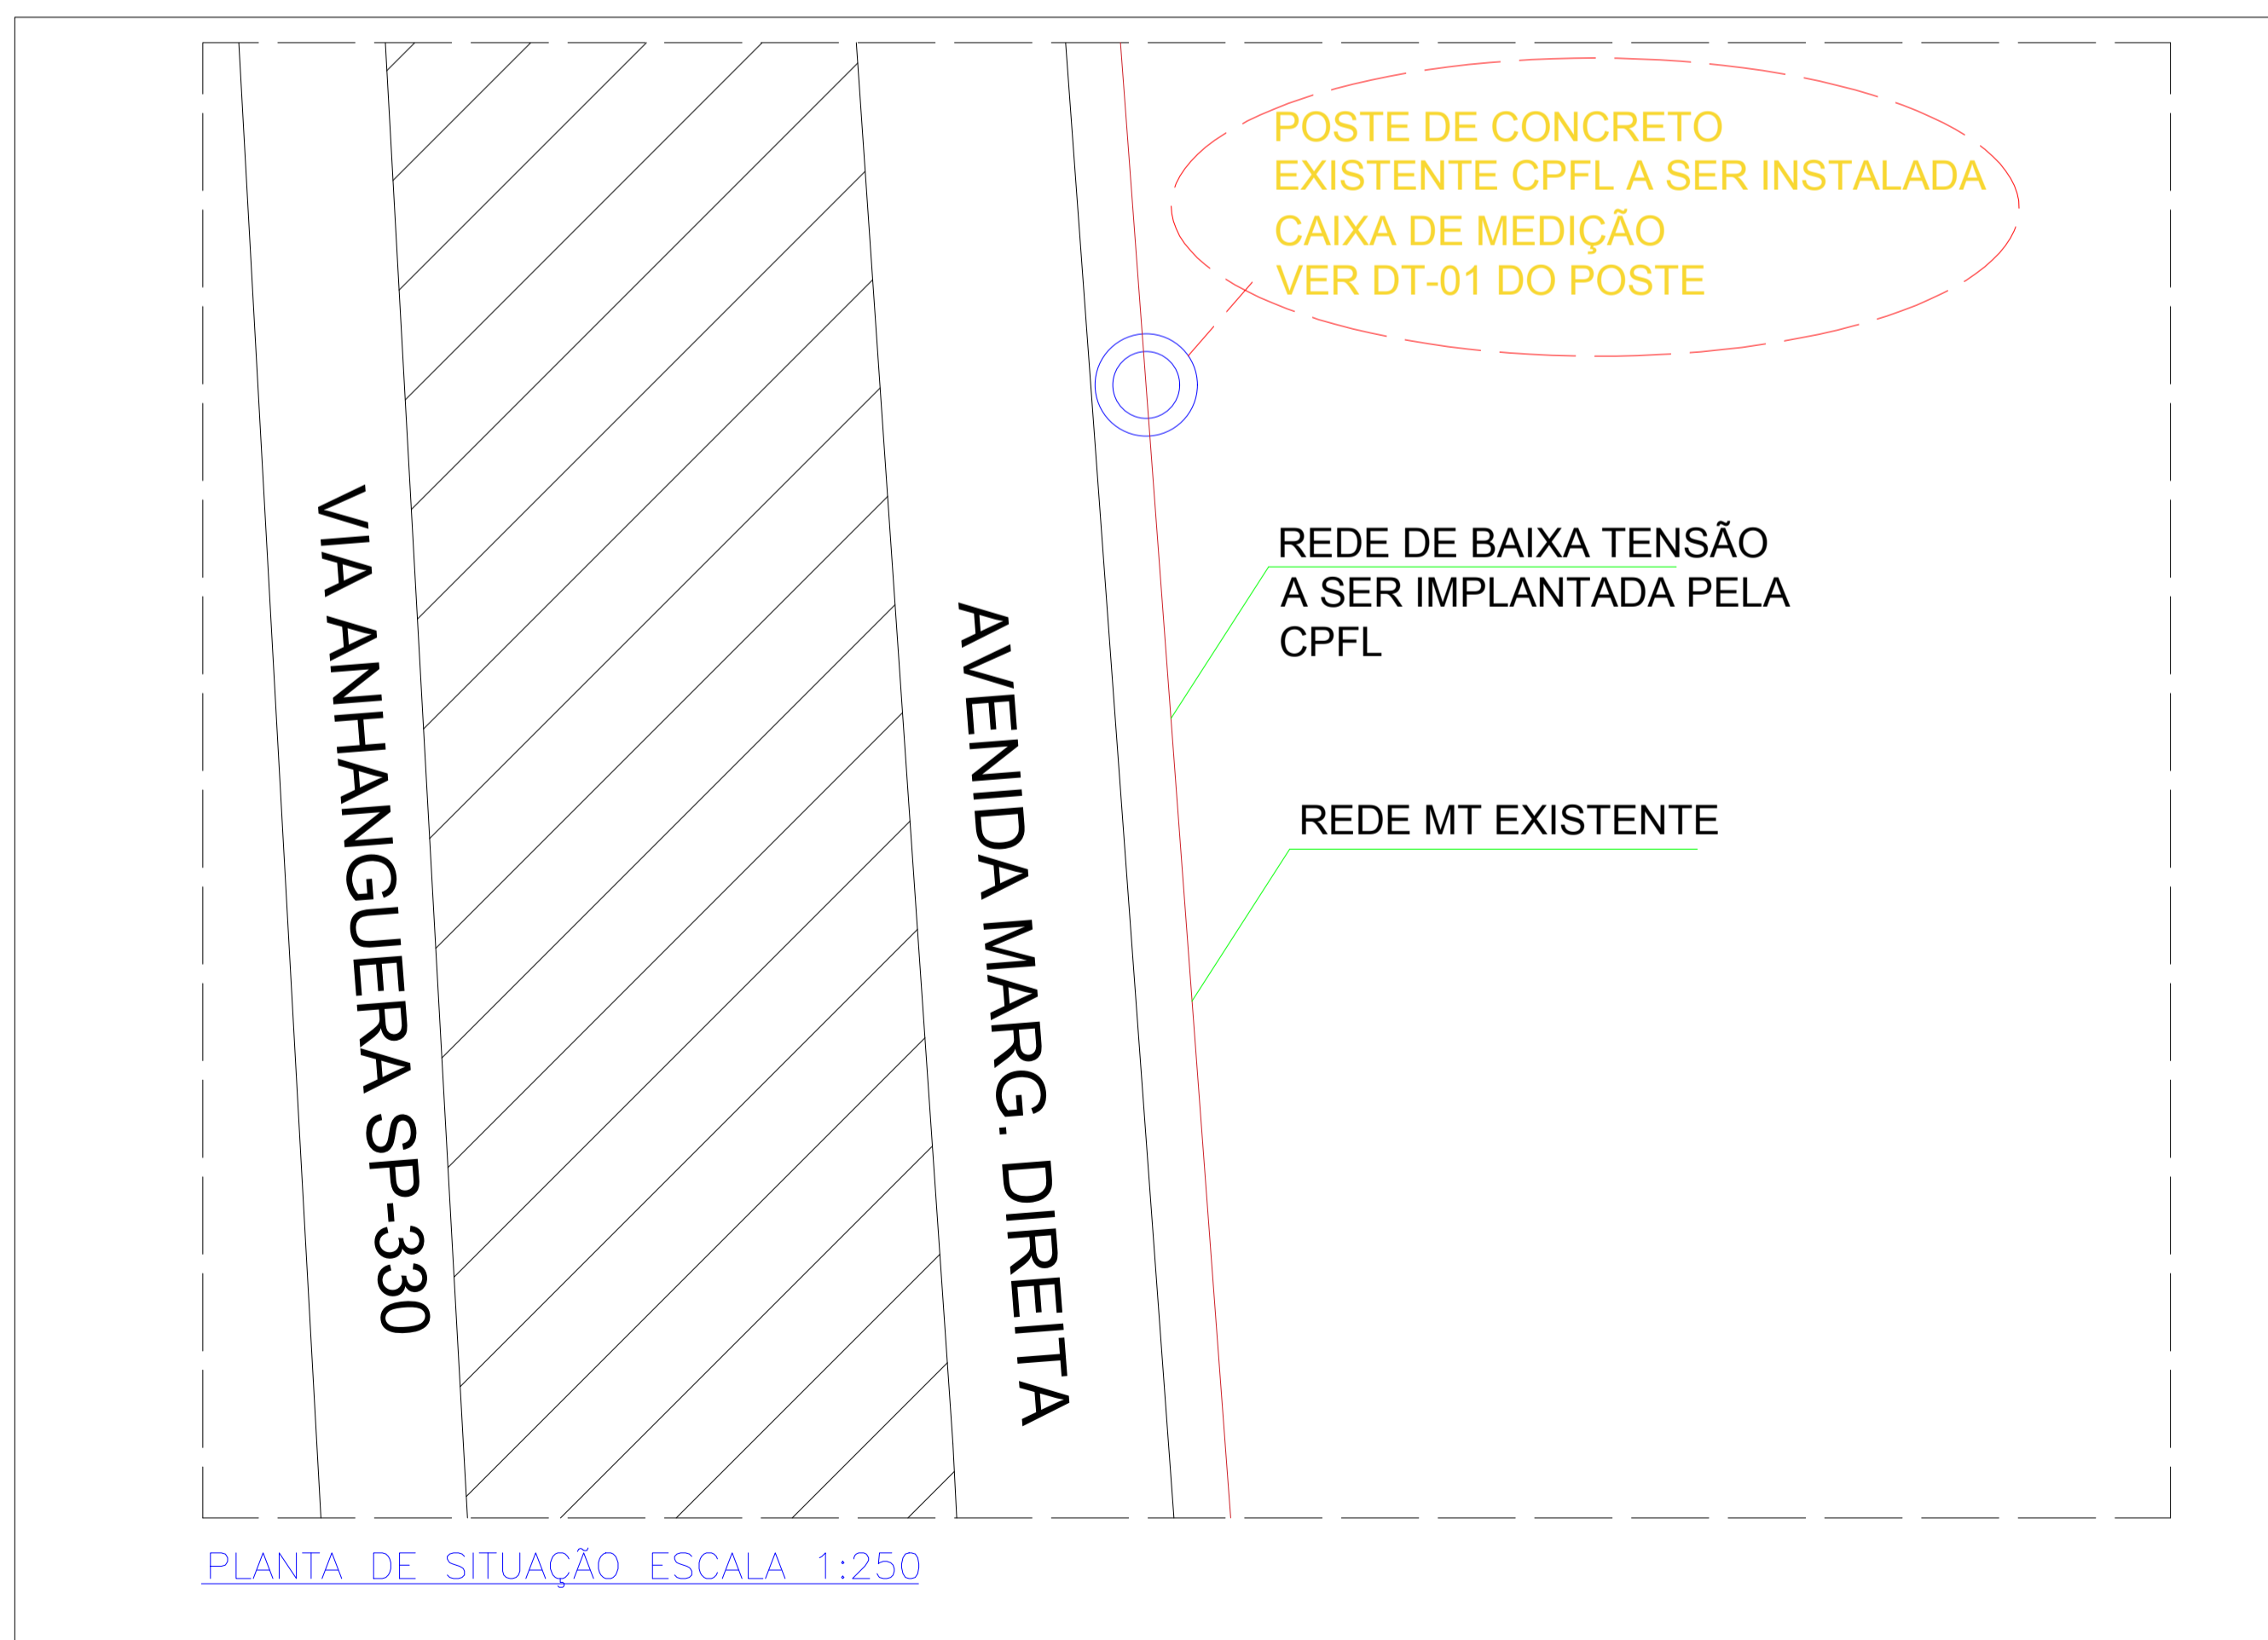 POSTE DE CONCRETO
EXISTENTE CPFL A SER INSTALADA
CAIXA DE MEDIÇÃO
VER DT-01 DO POSTE
REDE DE BAIXA TENSÃO
A SER IMPLANTADA PELA
CPFL
REDE MT EXISTENTE
VIA ANHANGUERA SP-330
AVENIDA MARG. DIREITA
PLANTA DE SITUAÇÃO ESCALA 1:250